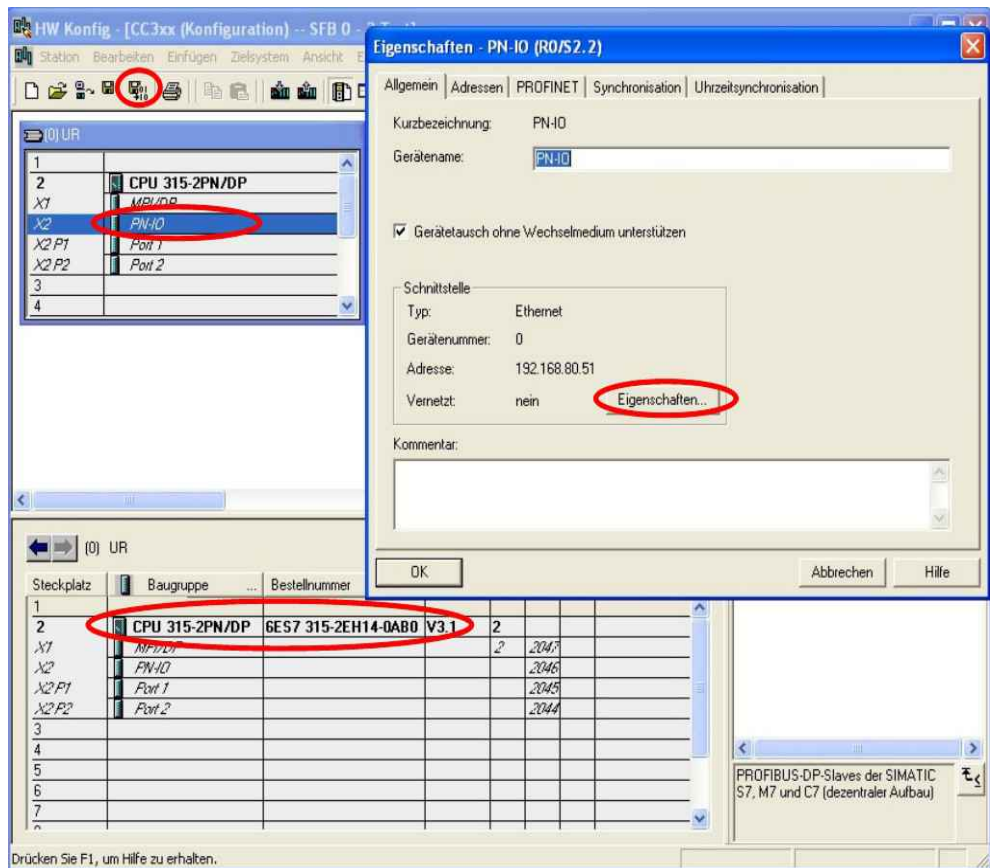 HW Konfig - [CC3xx (Konfiguration) -- SFB 0 -
Station Bearbeiten Einfügen Zielsystem Ansicht
(0) UR
1
2 CPU 315-2PN/DP
X1 MPI/DP
X2 PN-IO
X2 P1 Port 1
X2 P2 Port 2
3
4
Eigenschaften - PN-IO (R0/S2.2)
Allgemein Adressen PROFINET Synchronisation Uhrzeitsynchronisation
Kurzbezeichnung: PN-IO
Gerätename: PN-IO
Gerätetausch ohne Wechselmedium unterstützen
Schnittstelle
Typ: Ethernet
Gerätenummer: 0
Adresse: 192.168.80.51
Vernetzt: nein Eigenschaften...
Kommentar:
OK Abbrechen Hilfe
(0) UR
Steckplatz Baugruppe ... Bestellnummer
1
2 CPU 315-2PN/DP 6ES7 315-2EH14-0AB0 V3.1 2
X1 MPI/DP 2 2047
X2 PN-IO 2046
X2 P1 Port 1 2045
X2 P2 Port 2 2044
3
4
5
6
7
PROFIBUS-DP-Slaves der SIMATIC
S7, M7 und C7 (dezentraler Aufbau)
Drücken Sie F1, um Hilfe zu erhalten.